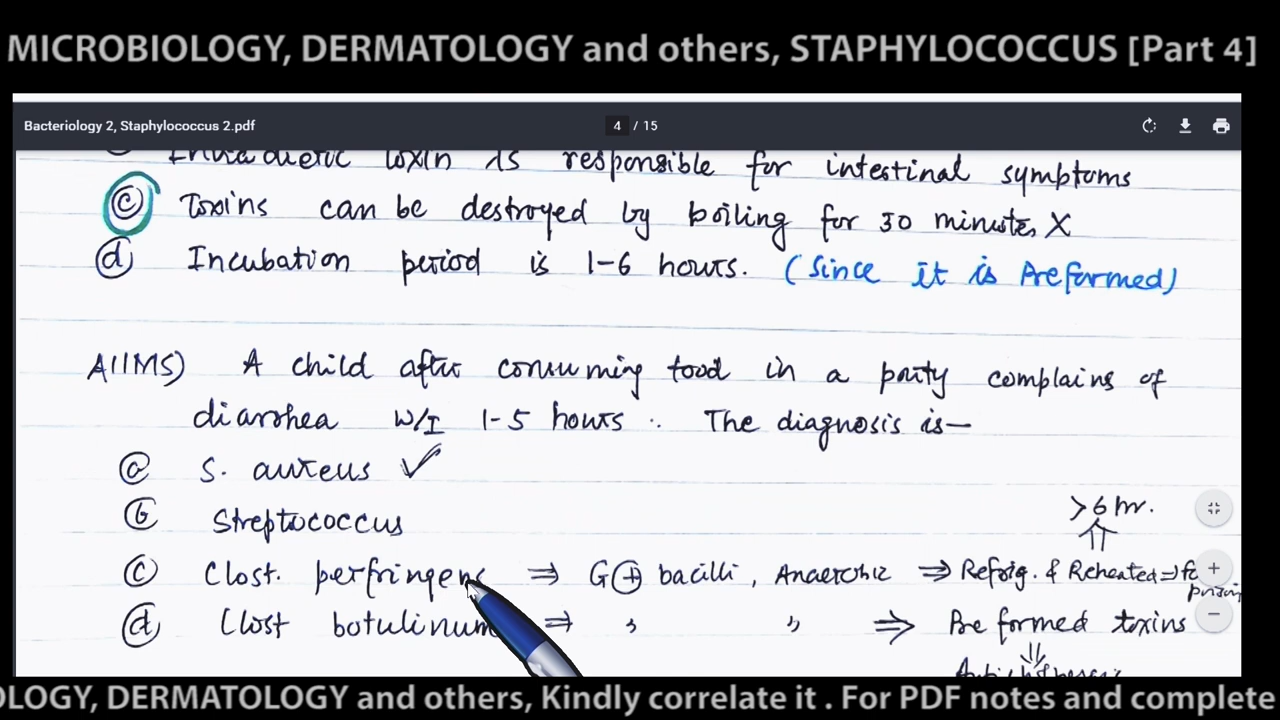 MICROBIOLOGY, DERMATOLOGY and others, STAPHYLOCOCCUS [Part 4]
Bacteriology 2, Staphylococcus 2.pdf 4 / 15
toxin is responsible for intestinal symptoms
(c) Toxins can be destroyed by boiling for 30 minutes X
(d) Incubation period is 1-6 hours. (Since it is Preformed)
AIIMS) A child after consuming food in a party complains of
diarrhea W/I 1-5 hours. The diagnosis is—
(a) S. aureus ✓
(b) Streptococcus
>6 hr.
(c) Clost. perfringens ⇒ G(+) bacilli, Anaerobic ⇒ Refrig. & Reheated ⇒
(d) Clost botulinum ⇒ " " ⇒ Pre formed toxins
OLOGY, DERMATOLOGY and others, Kindly correlate it . For PDF notes and complete